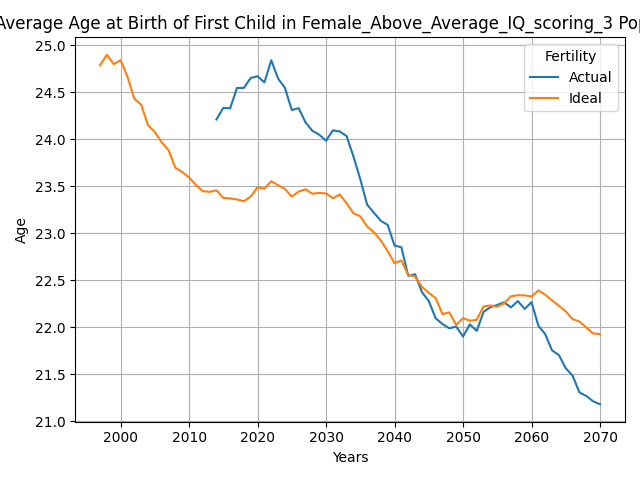 Average Age at Birth of First Child in Female_Above_Average_IQ_scoring_3
25.0
24.5
24.0
23.5
23.0
22.5
22.0
21.5
21.0
Age
Fertility
Actual
Ideal
2000 2010 2020 2030 2040 2050 2060 2070
Years